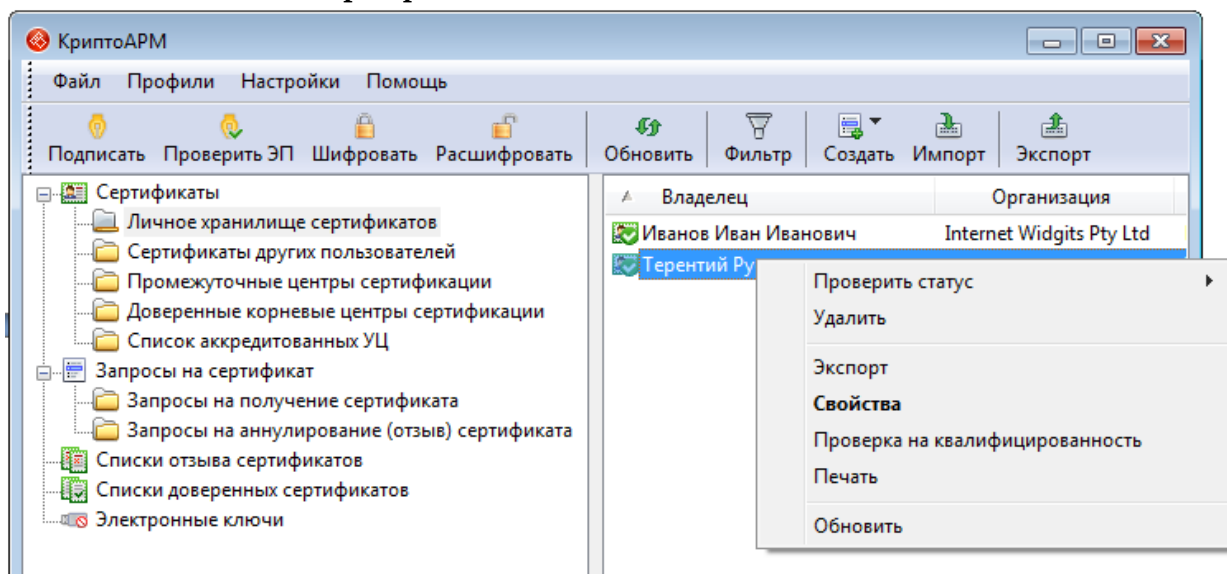 КриптоАРМ
Файл Профили Настройки Помощь
Подписать Проверить ЭП Шифровать Расшифровать Обновить Фильтр Создать Импорт Экспорт
Сертификаты
Личное хранилище сертификатов
Сертификаты других пользователей
Промежуточные центры сертификации
Доверенные корневые центры сертификации
Список аккредитованных УЦ
Запросы на сертификат
Запросы на получение сертификата
Запросы на аннулирование (отзыв) сертификата
Списки отзыва сертификатов
Списки доверенных сертификатов
Электронные ключи
Владелец Организация
Иванов Иван Иванович Internet Widgits Pty Ltd
Терентий Ру
Проверить статус
Удалить
Экспорт
Свойства
Проверка на квалифицированность
Печать
Обновить